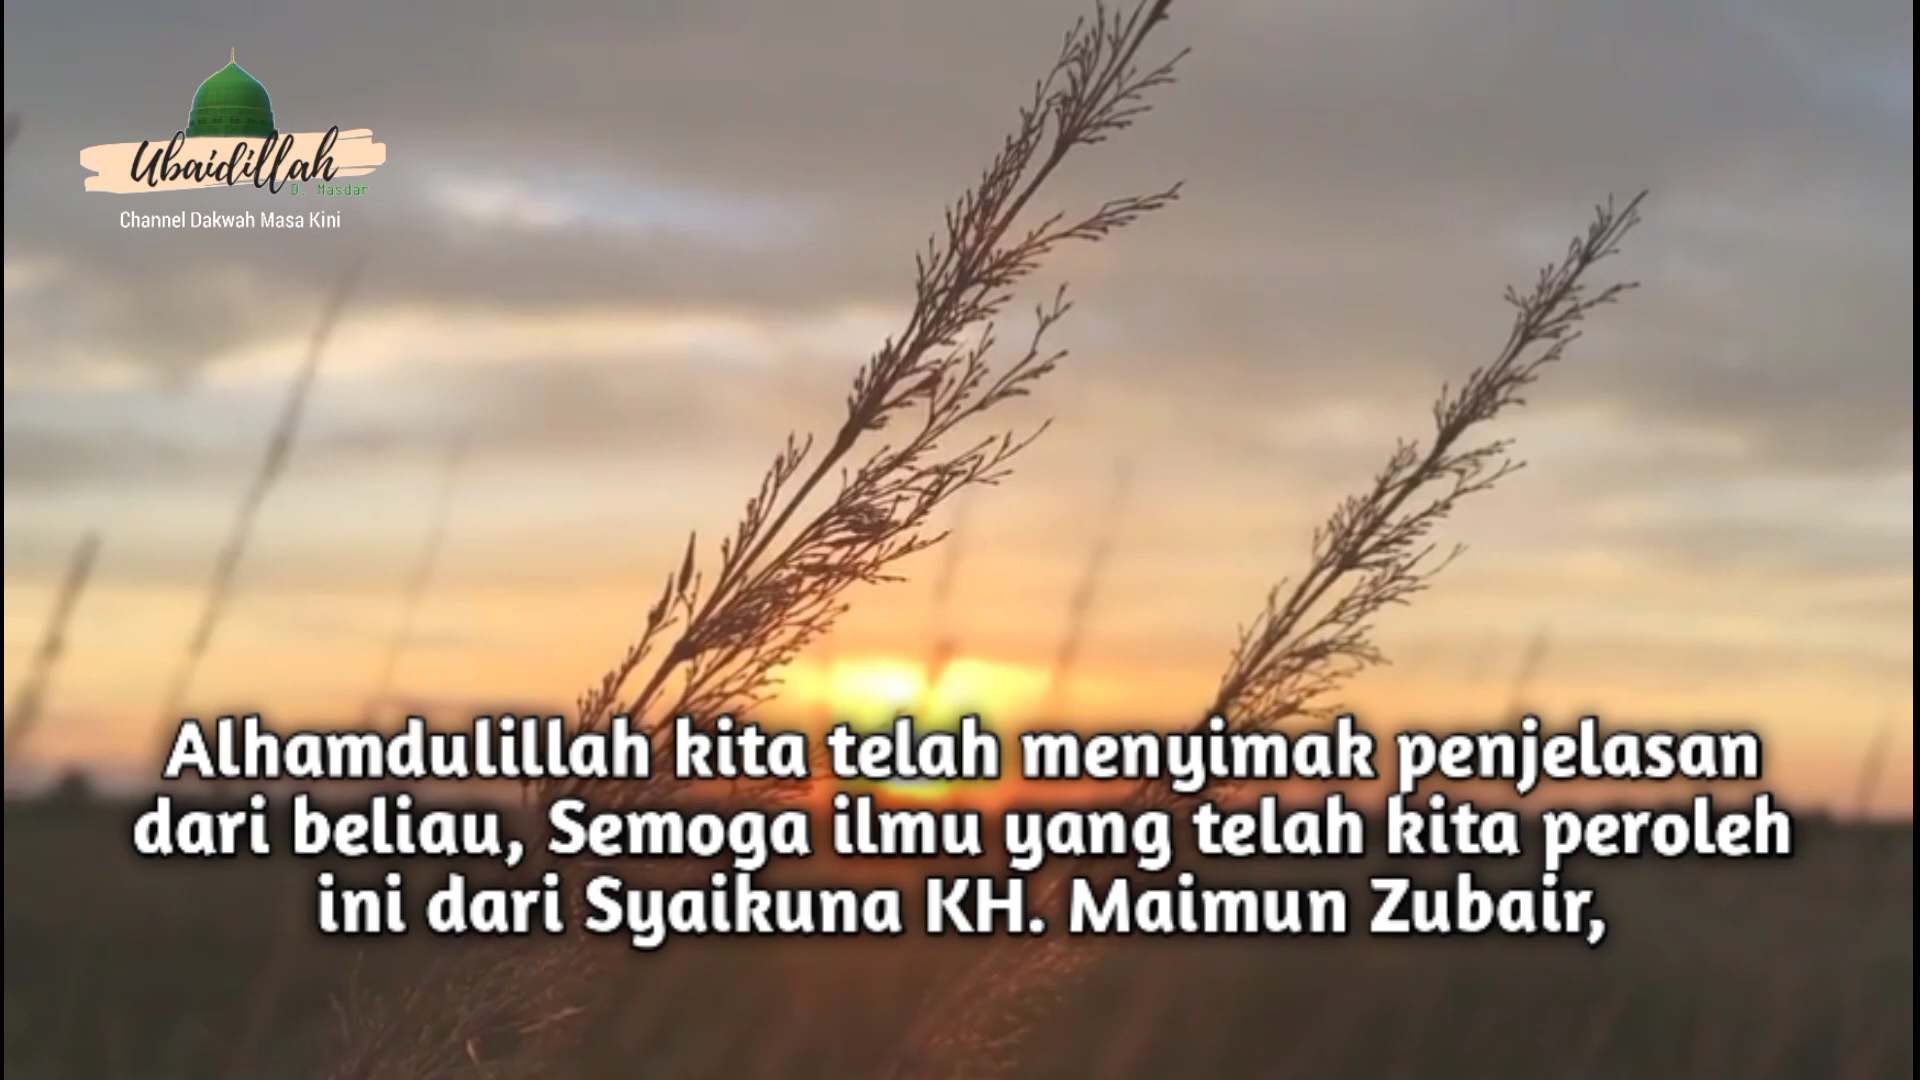 Ubaidillah
D. Masdar
Channel Dakwah Masa Kini
Alhamdulillah kita telah menyimak penjelasan
dari beliau, Semoga ilmu yang telah kita peroleh
ini dari Syaikuna KH. Maimun Zubair,